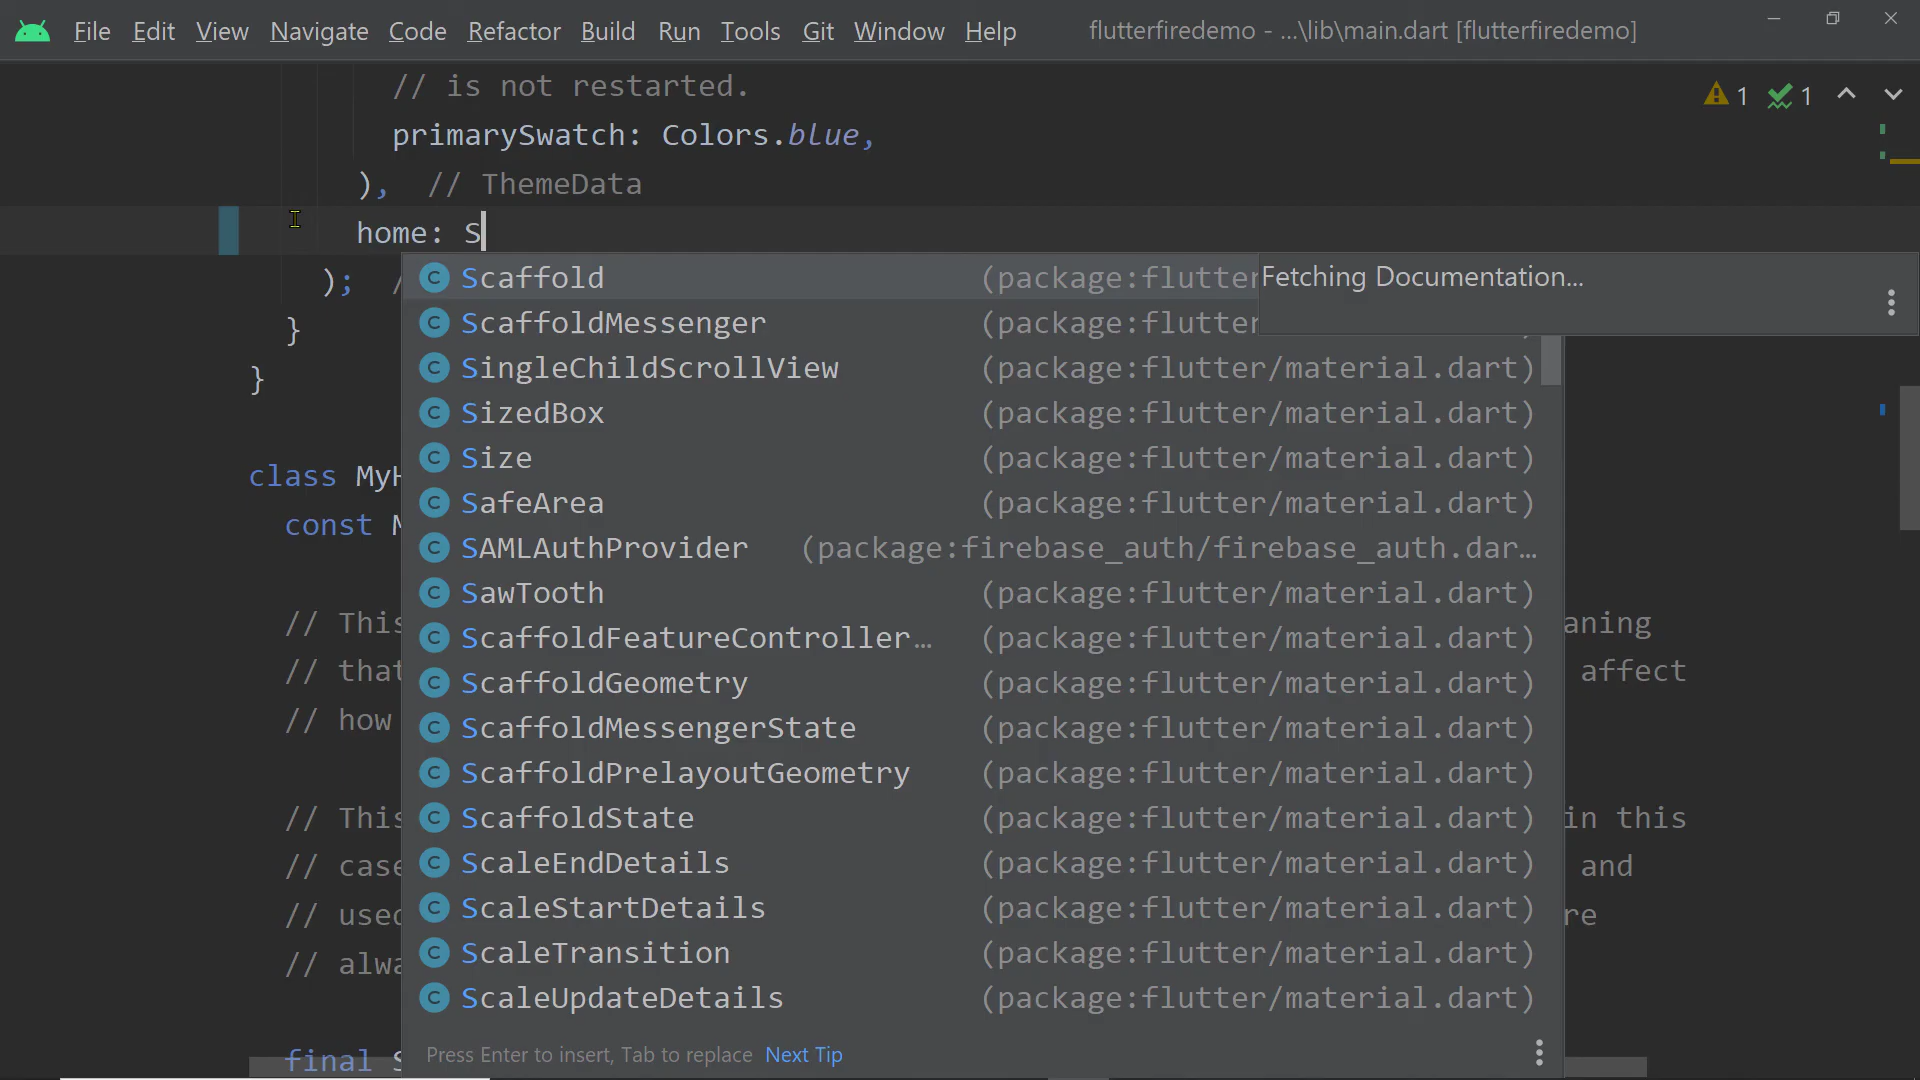 File Edit View Navigate Code Refactor Build Run Tools Git Window Help flutterfiredemo - ...\lib\main.dart [flutterfiredemo]
// is not restarted.
1 1
primarySwatch: Colors.blue,
), // ThemeData
home: S
Scaffold (package:flutter
Fetching Documentation...
); /
ScaffoldMessenger (package:flutter
}
SingleChildScrollView (package:flutter/material.dart)
}
SizedBox (package:flutter/material.dart)
Size (package:flutter/material.dart)
class MyH
SafeArea (package:flutter/material.dart)
const M
SAMLAuthProvider (package:firebase_auth/firebase_auth.dar...
SawTooth (package:flutter/material.dart)
// This aning
ScaffoldFeatureController... (package:flutter/material.dart)
// that affect
ScaffoldGeometry (package:flutter/material.dart)
// how
ScaffoldMessengerState (package:flutter/material.dart)
ScaffoldPrelayoutGeometry (package:flutter/material.dart)
// This in this
ScaffoldState (package:flutter/material.dart)
// case and
ScaleEndDetails (package:flutter/material.dart)
// used re
ScaleStartDetails (package:flutter/material.dart)
// alwa
ScaleTransition (package:flutter/material.dart)
ScaleUpdateDetails (package:flutter/material.dart)
final S
Press Enter to insert, Tab to replace Next Tip